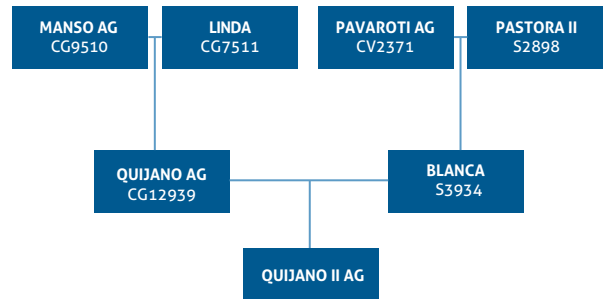 MANSO AG
CG9510
LINDA
CG7511
PAVAROTI AG
CV2371
PASTORA II
S2898
QUIJANO AG
CG12939
BLANCA
S3934
QUIJANO II AG